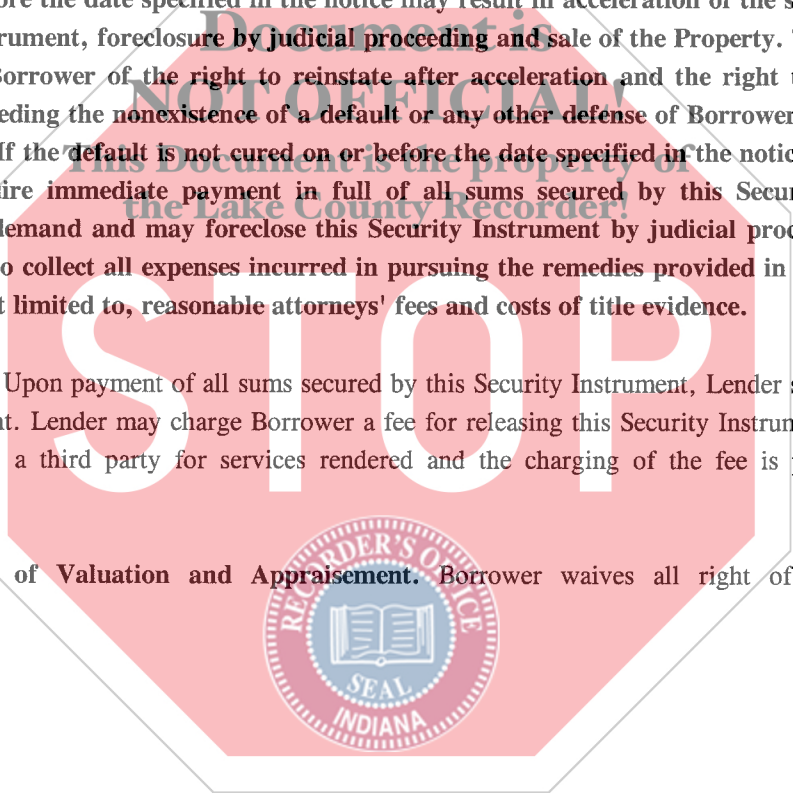 ore the date specified in the notice may result in acceleration of the s
Document is
rument, foreclosure by judicial proceeding and sale of the Property.
Borrower of the right to reinstate after acceleration and the right
NOT OFFICIAL!
eding the nonexistence of a default or any other defense of Borrower
If the default is not cured on or before the date specified in the notic
This Document is the property of
ire immediate payment in full of all sums secured by this Secur
the Lake County Recorder!
demand and may foreclose this Security Instrument by judicial proc
o collect all expenses incurred in pursuing the remedies provided in
t limited to, reasonable attorneys' fees and costs of title evidence.
STOP
Upon payment of all sums secured by this Security Instrument, Lender s
nt. Lender may charge Borrower a fee for releasing this Security Instrum
a third party for services rendered and the charging of the fee is
of Valuation and Appraisement. Borrower waives all right of
RECORDER'S OFFICE
SEAL
INDIANA